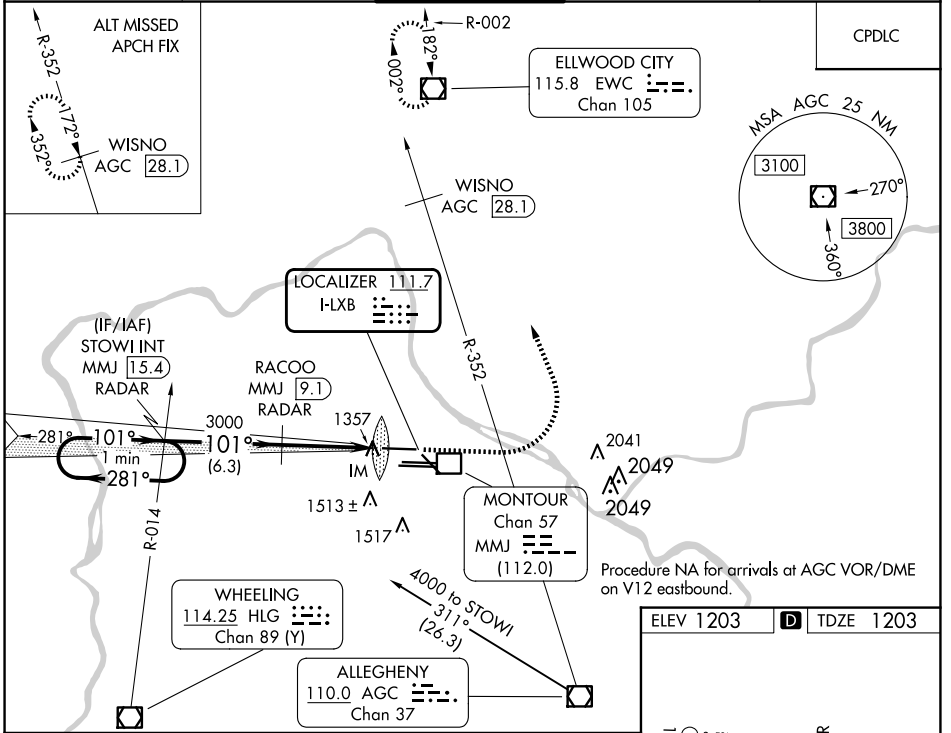 ALT MISSED
APCH FIX
R-352
172°
352°
WISNO
AGC 28.1
R-002
182°
002°
ELLWOOD CITY
115.8 EWC
Chan 105
CPDLC
MSA AGC 25 NM
3100
270°
3800
360°
WISNO
AGC 28.1
LOCALIZER 111.7
I-LXB
R-352
(IF/IAF)
STOWI INT
MMJ 15.4
RADAR
RACOO
MMJ 9.1
RADAR
3000
1357
281°
101°
101°
1 min
(6.3)
281°
IM
2041
2049
2049
1513 ±
1517
R-014
MONTOUR
Chan 57
MMJ
(112.0)
Procedure NA for arrivals at AGC VOR/DME
on V12 eastbound.
4000 to STOWI
311°
(26.3)
WHEELING
114.25 HLG
Chan 89 (Y)
ALLEGHENY
110.0 AGC
Chan 37
ELEV 1203 D TDZE 1203